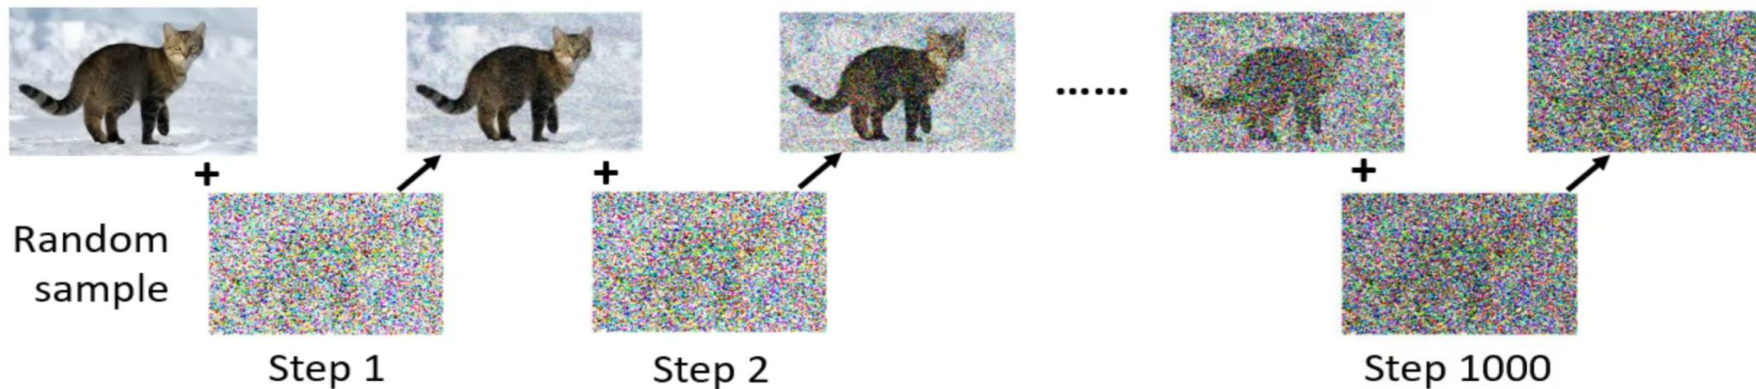 +
+
......
+
Random
sample
Step 1
Step 2
Step 1000